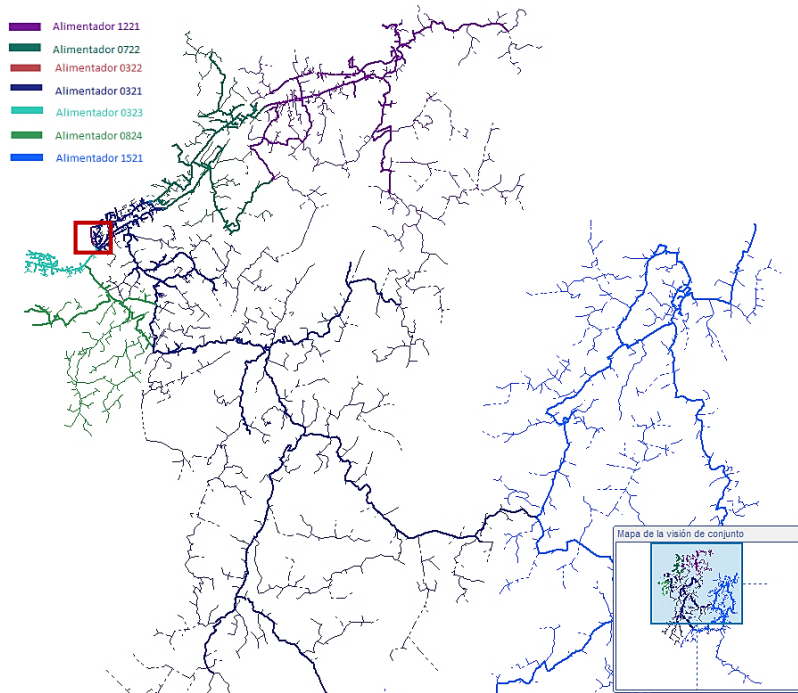 Alimentador 1221
Alimentador 0722
Alimentador 0322
Alimentador 0321
Alimentador 0323
Alimentador 0824
Alimentador 1521
Mapa de la visión de conjunto